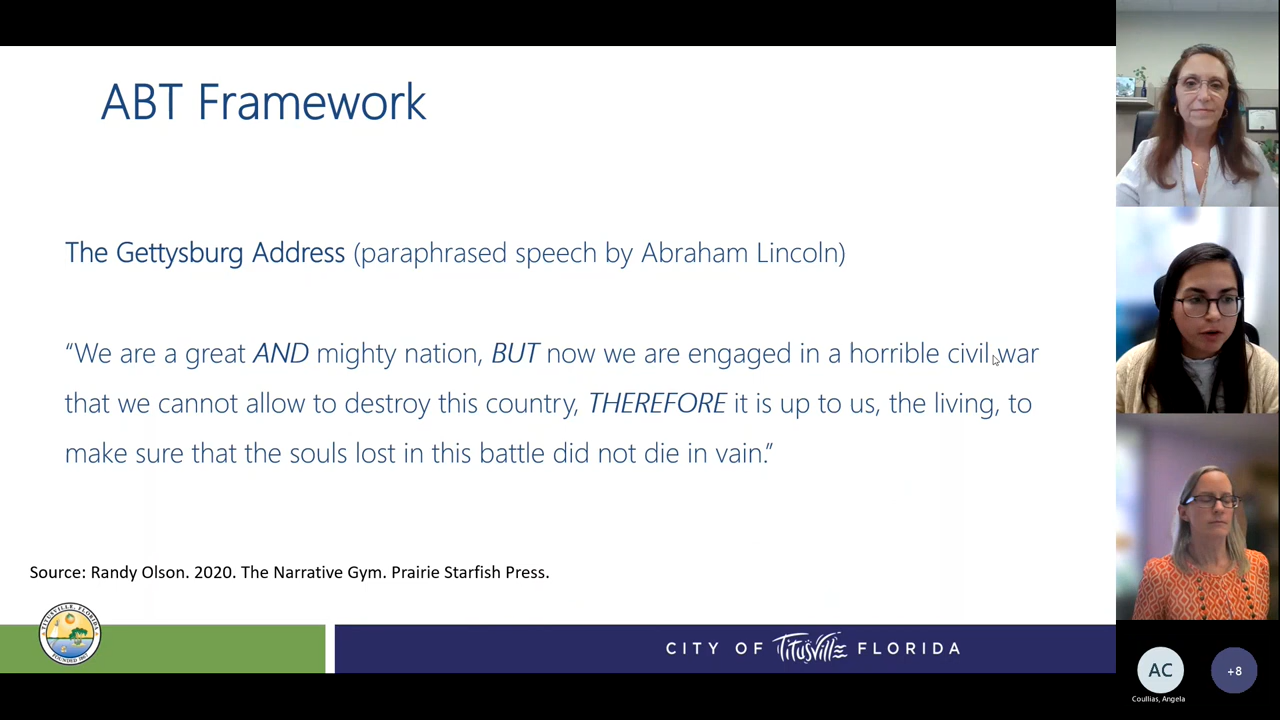 ABT Framework
The Gettysburg Address (paraphrased speech by Abraham Lincoln)
“We are a great AND mighty nation, BUT now we are engaged in a horrible civil war
that we cannot allow to destroy this country, THEREFORE it is up to us, the living, to
make sure that the souls lost in this battle did not die in vain.”
Source: Randy Olson. 2020. The Narrative Gym. Prairie Starfish Press.
TITUSVILLE, FLORIDA
CITY OF Titusville FLORIDA
AC
+8
Coullias, Angela